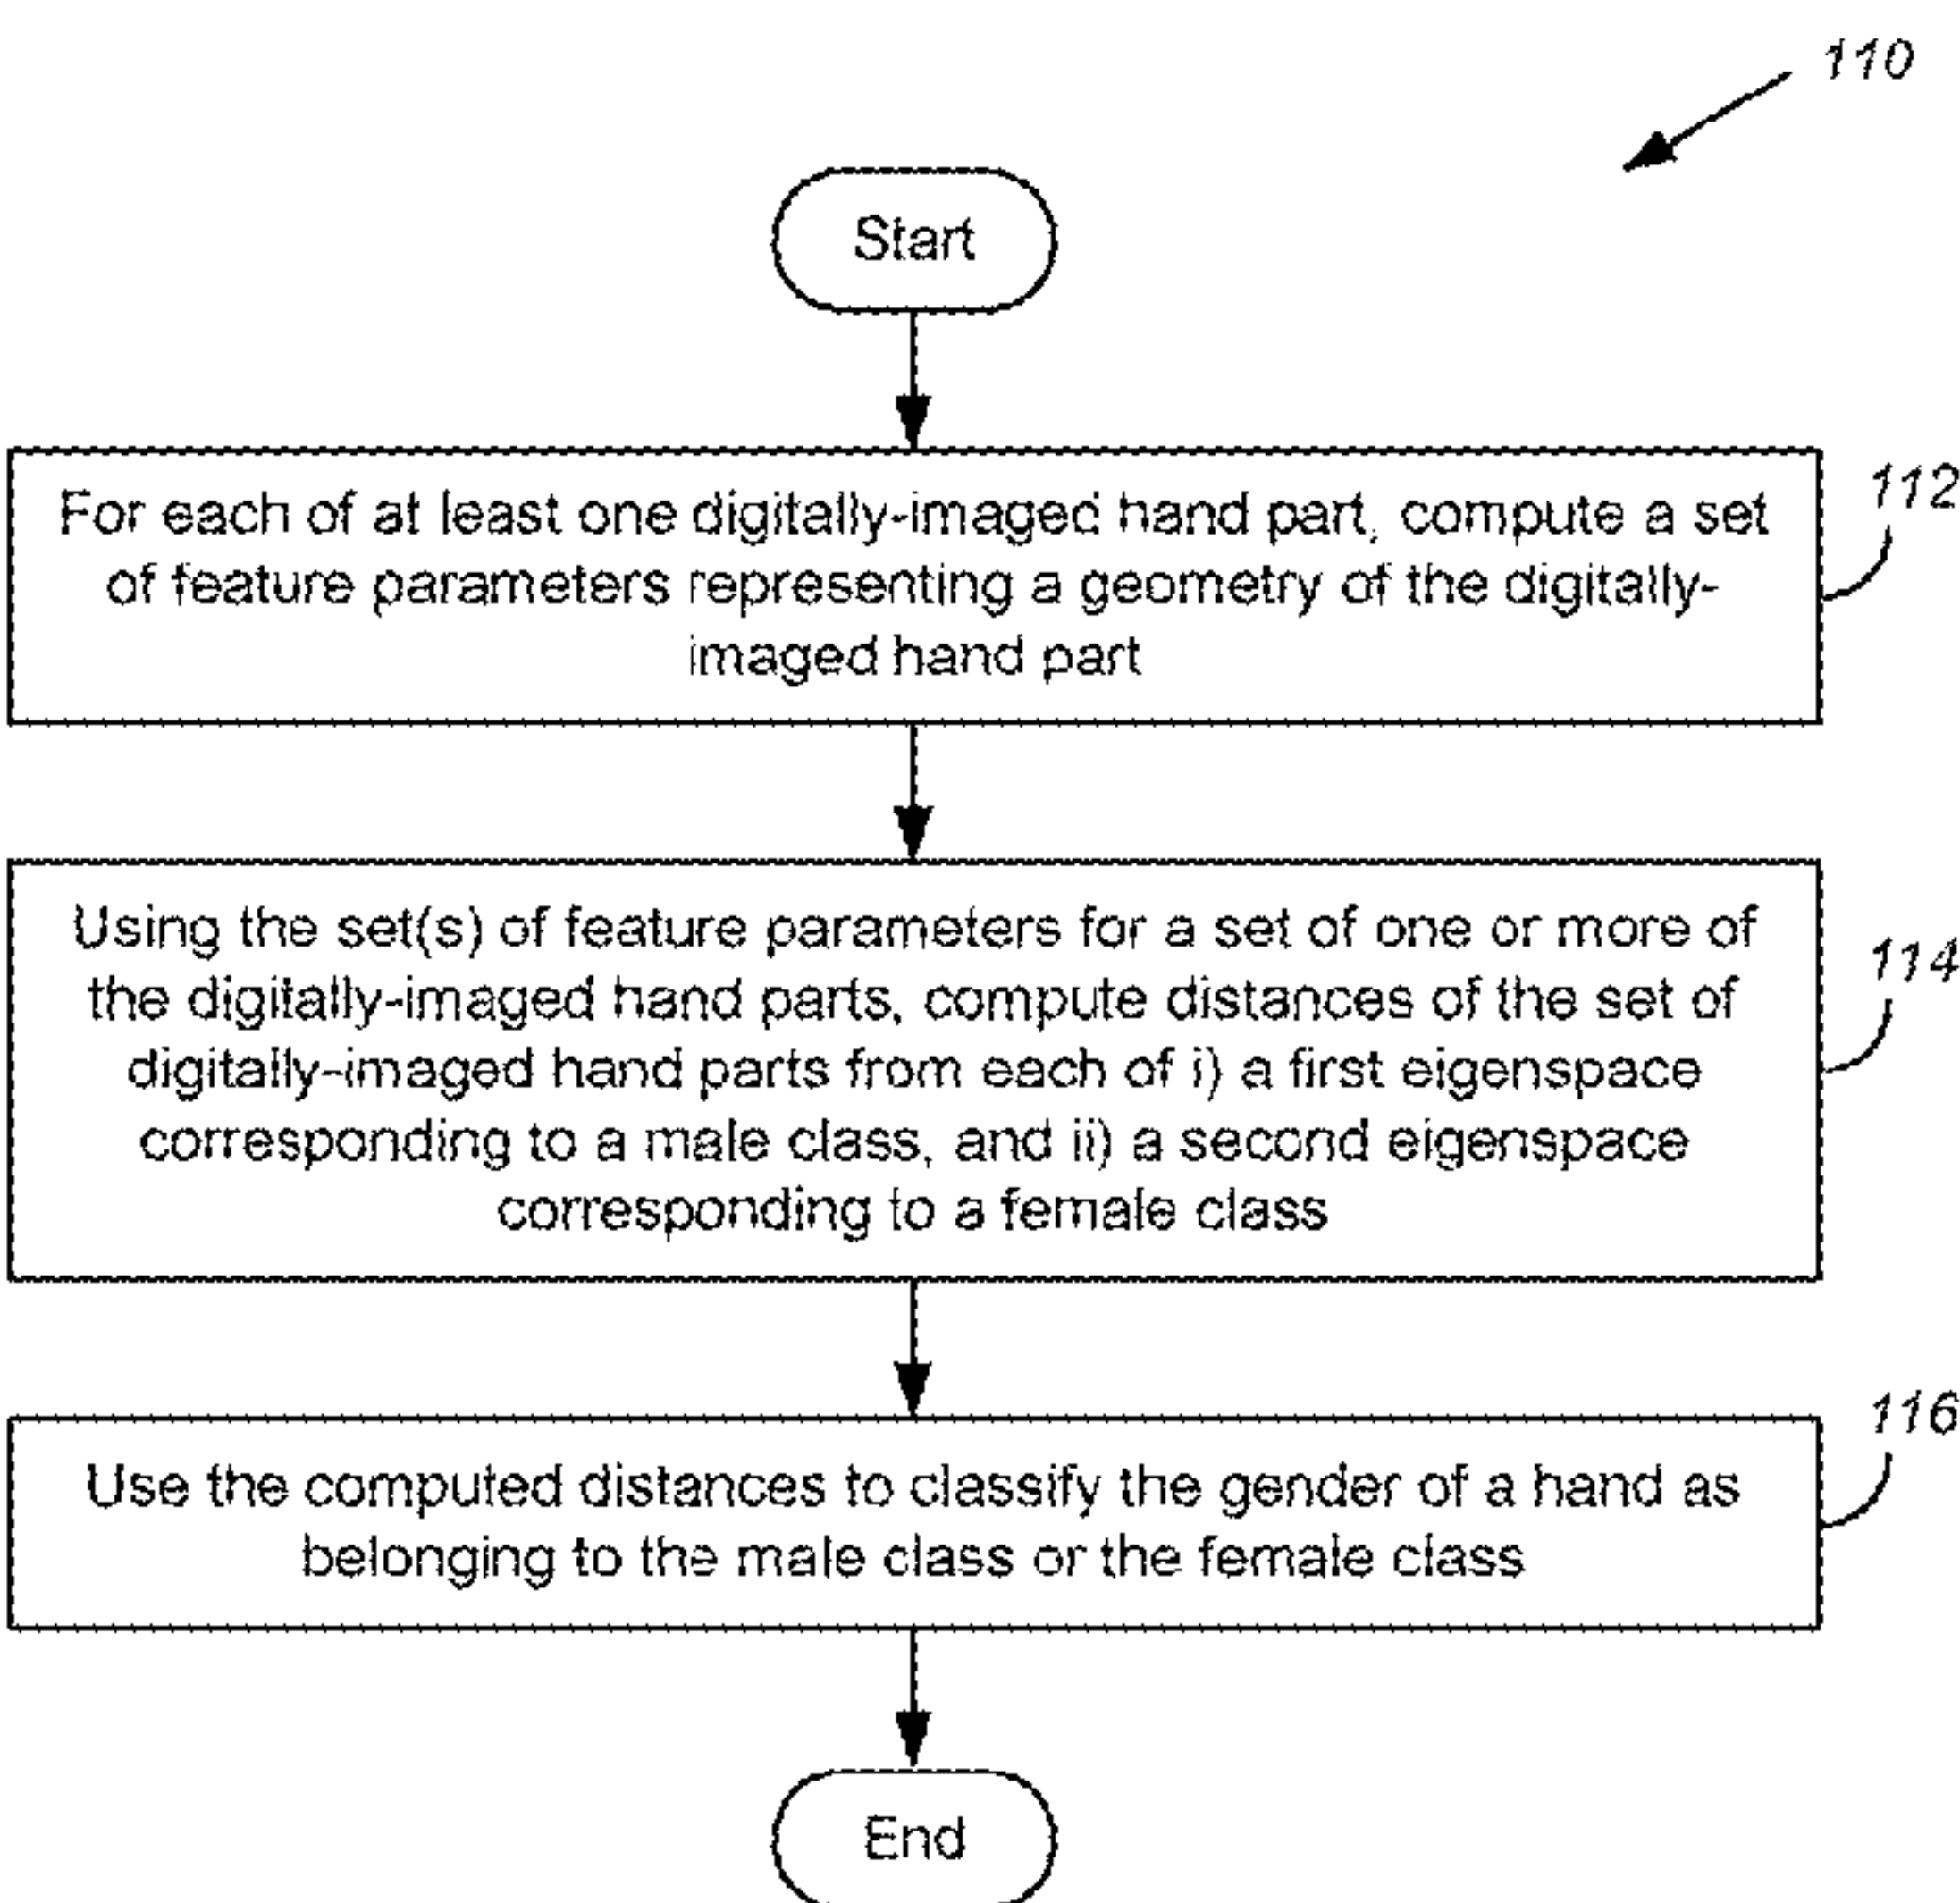 110
Start
For each of at least one digitally-imaged hand part, compute a set
of feature parameters representing a geometry of the digitally-
imaged hand part
112
Using the set(s) of feature parameters for a set of one or more of
the digitally-imaged hand parts, compute distances of the set of
digitally-imaged hand parts from each of i) a first eigenspace
corresponding to a male class, and ii) a second eigenspace
corresponding to a female class
114
Use the computed distances to classify the gender of a hand as
belonging to the male class or the female class
116
End